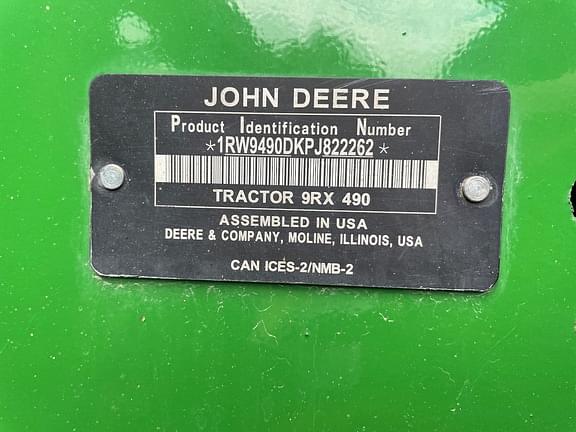 JOHN DEERE
Product Identification Number
*1RW9490DKPJ822262*
TRACTOR 9RX 490
ASSEMBLED IN USA
DEERE & COMPANY, MOLINE, ILLINOIS, USA
CAN ICES-2/NMB-2